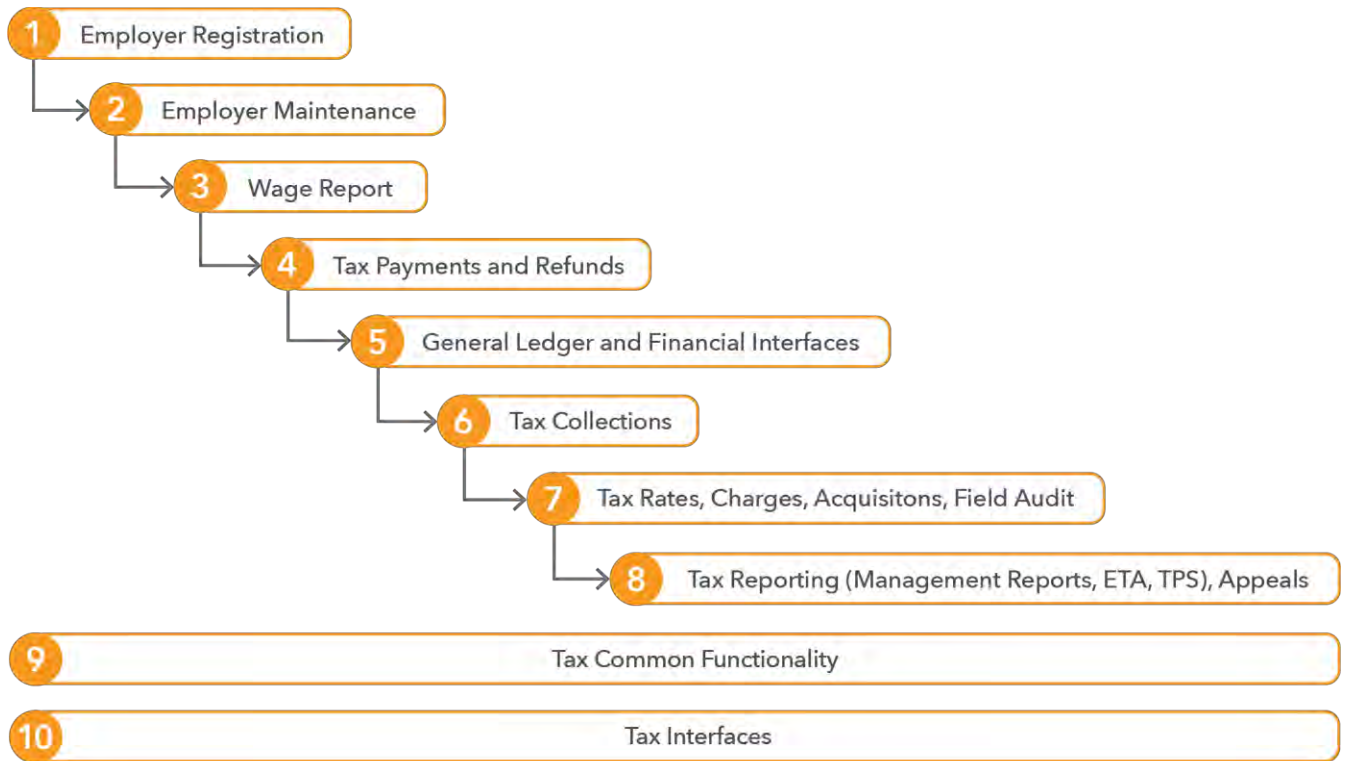 1 Employer Registration
2 Employer Maintenance
3 Wage Report
4 Tax Payments and Refunds
5 General Ledger and Financial Interfaces
6 Tax Collections
7 Tax Rates, Charges, Acquisitons, Field Audit
8 Tax Reporting (Management Reports, ETA, TPS), Appeals
9 Tax Common Functionality
10 Tax Interfaces